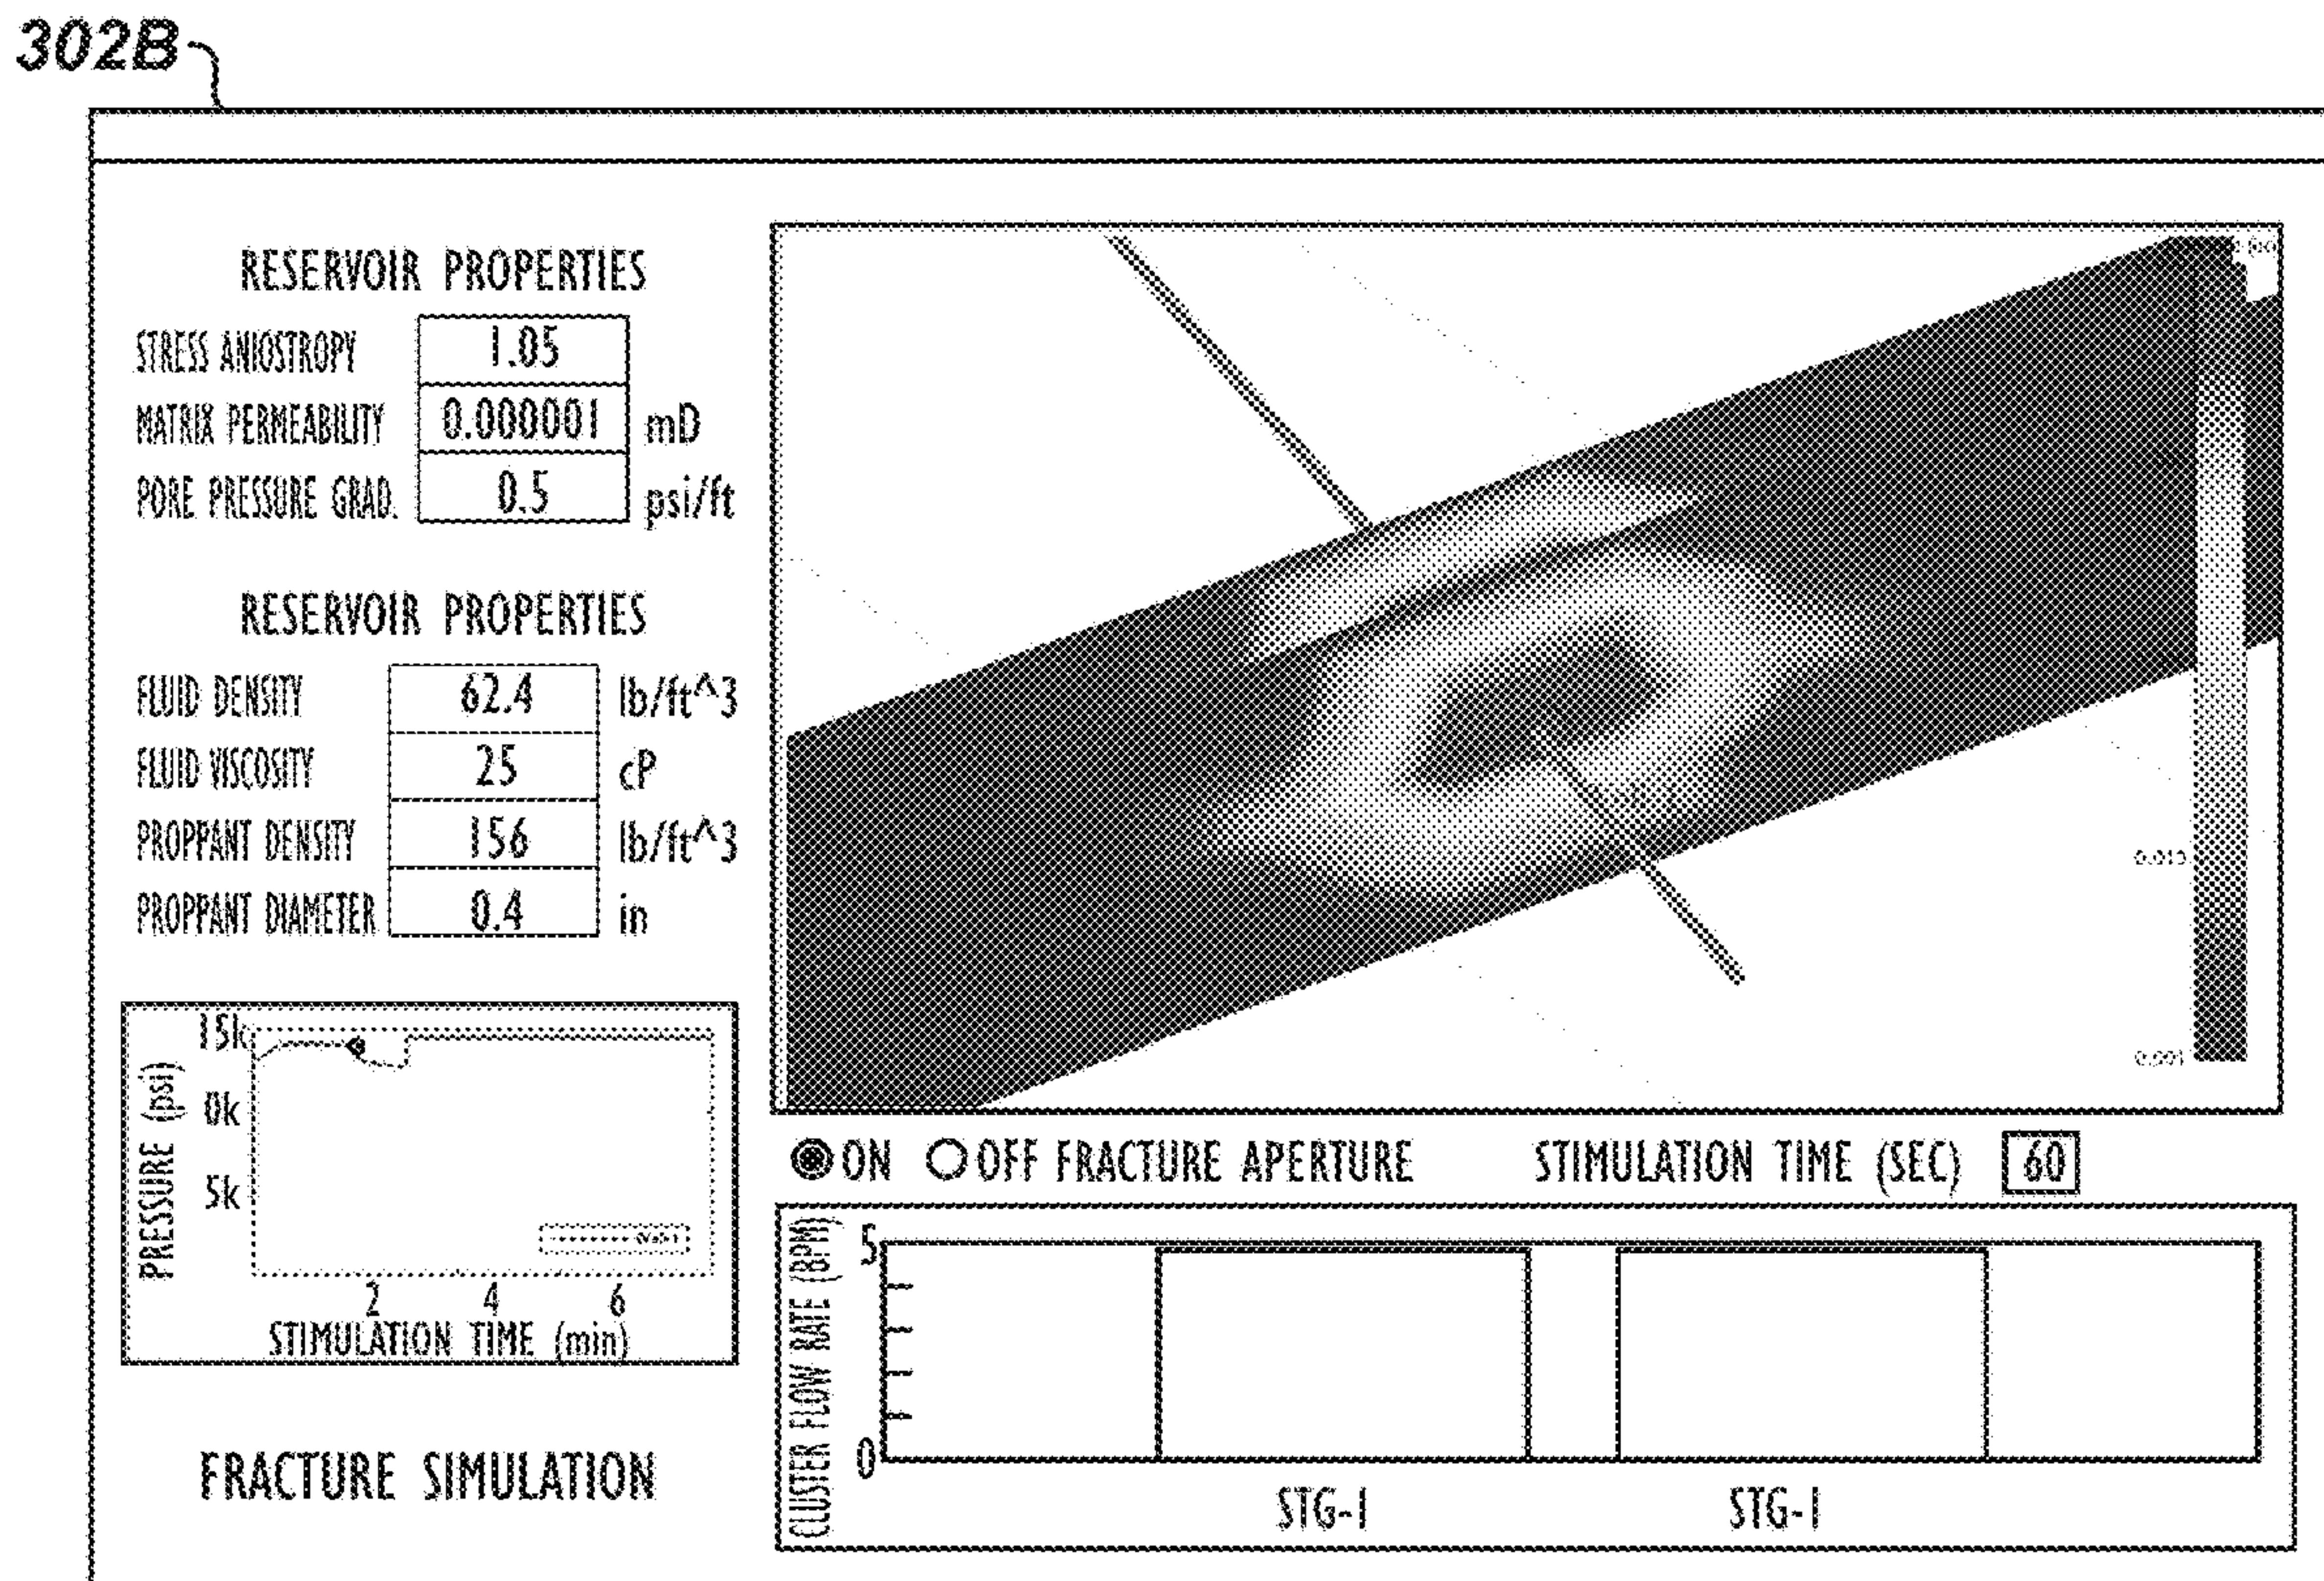 302B
RESERVOIR PROPERTIES
STRESS ANIOSTROPY 1.05
MATRIX PERMEABILITY 0.000001 mD
PORE PRESSURE GRAD. 0.5 psi/ft
RESERVOIR PROPERTIES
FLUID DENSITY 62.4 lb/ft^3
FLUID VISCOSITY 25 cP
PROPPANT DENSITY 156 lb/ft^3
PROPPANT DIAMETER 0.4 in
PRESSURE (psi)
15k
0k
5k
2 4 6
STIMULATION TIME (min)
FRACTURE SIMULATION
0.001
ON OFF FRACTURE APERTURE STIMULATION TIME (SEC) 60
CLUSTER FLOW RATE (BPM)
5
0
STG-1 STG-1